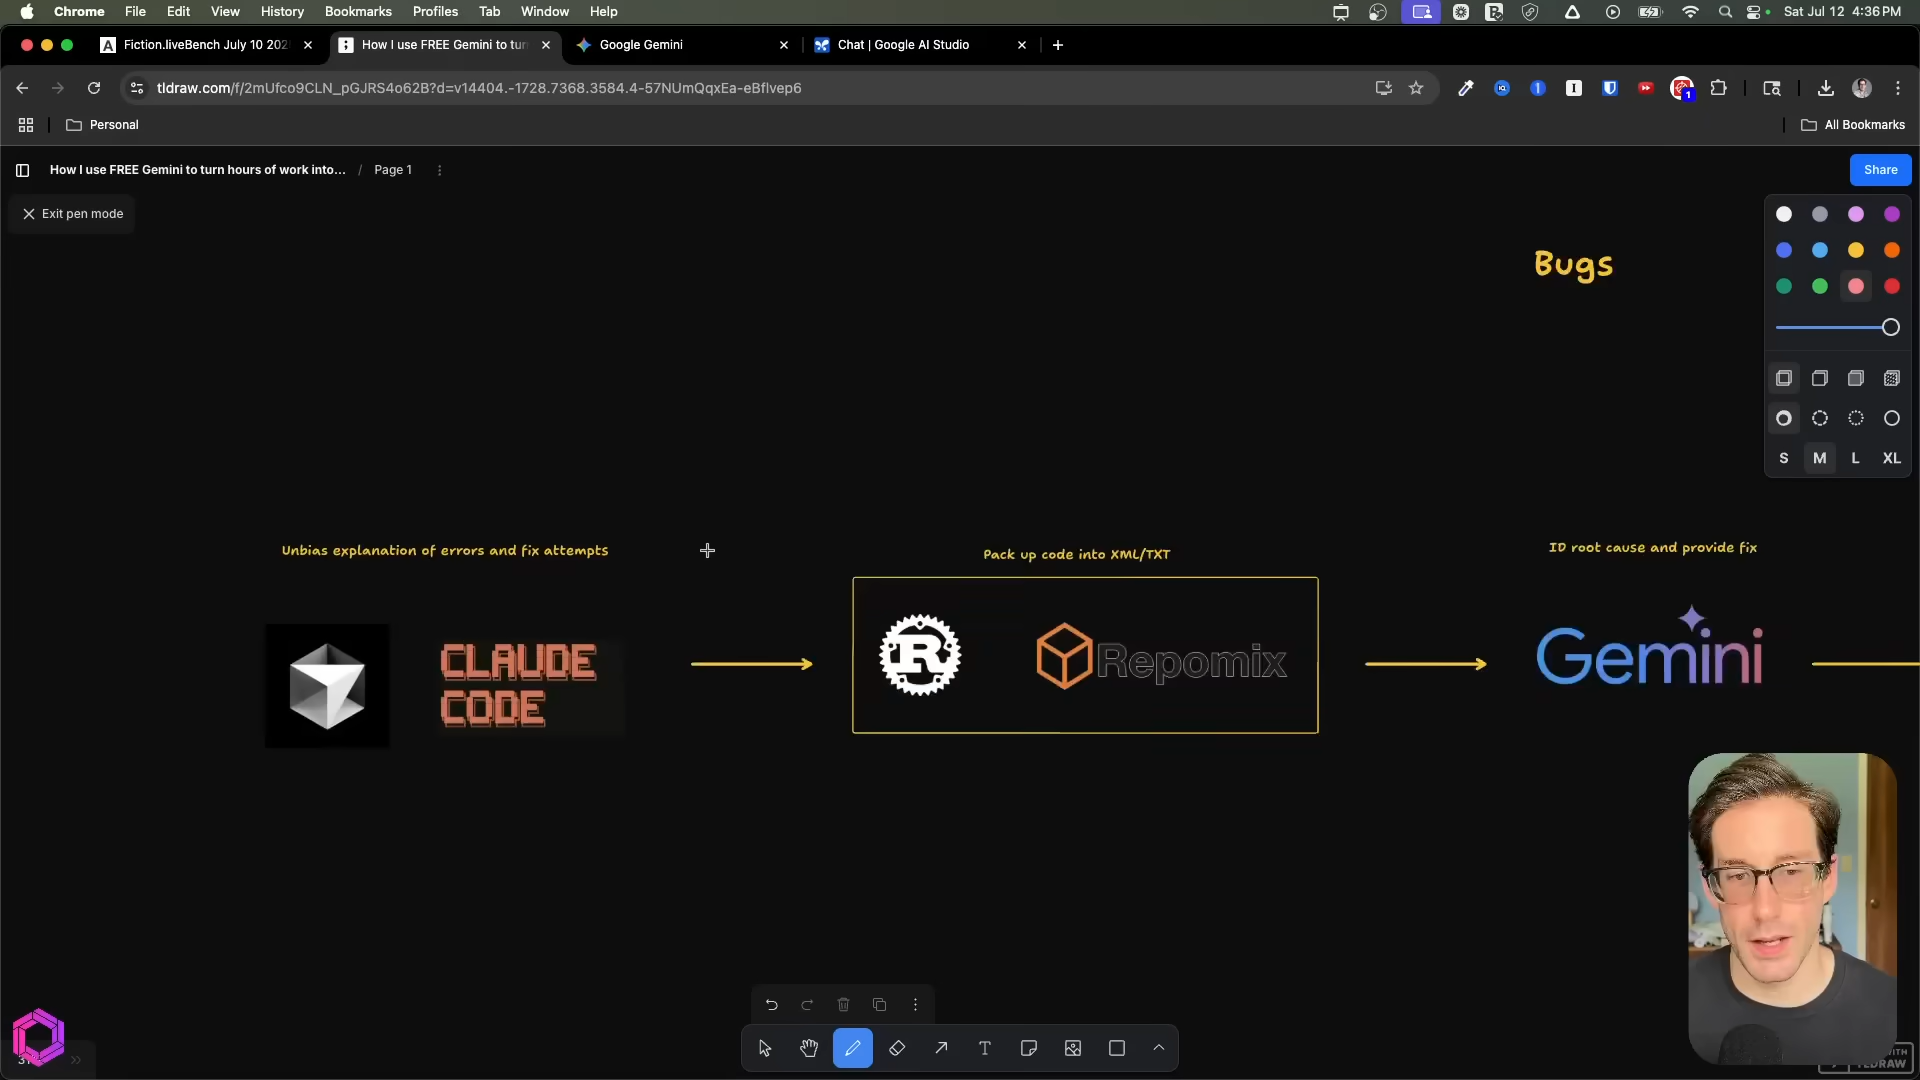 Chrome File Edit View History Bookmarks Profiles Tab Window Help Sat Jul 12 4:36 PM
Fiction.liveBench July 10 202 How I use FREE Gemini to tur Google Gemini Chat | Google AI Studio
tldraw.com/f/2mUfco9CLN_pGJRS4o62B?d=v14404.-1728.7368.3584.4-57NUmQqxEa-eBflvep6
Personal All Bookmarks
How I use FREE Gemini to turn hours of work into... / Page 1 Share
Exit pen mode
Bugs
S M L XL
Unbias explanation of errors and fix attempts
Pack up code into XML/TXT
ID root cause and provide fix
CLAUDE
CODE
R
Repomix
Gemini